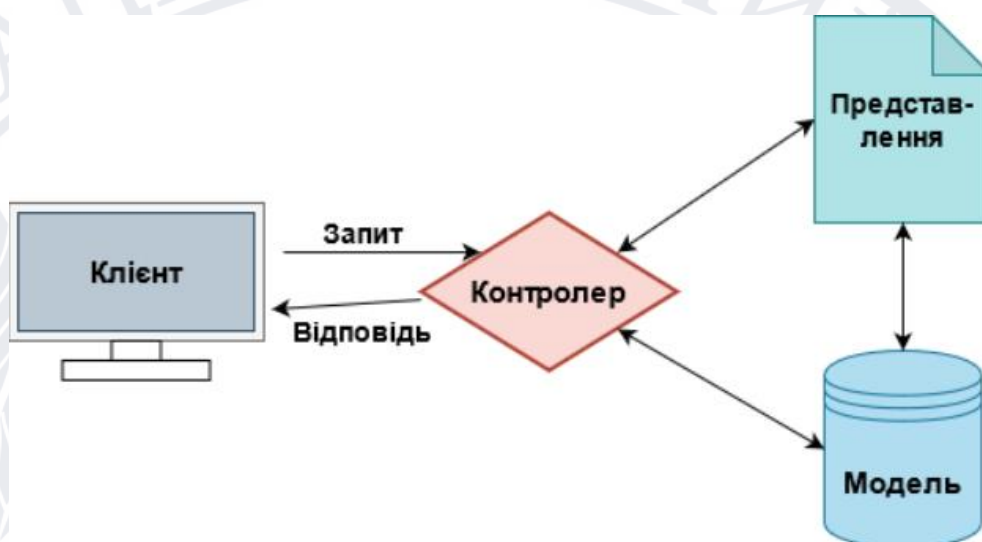 Представ-
лення
Запит
Клієнт
Контролер
Відповідь
Модель